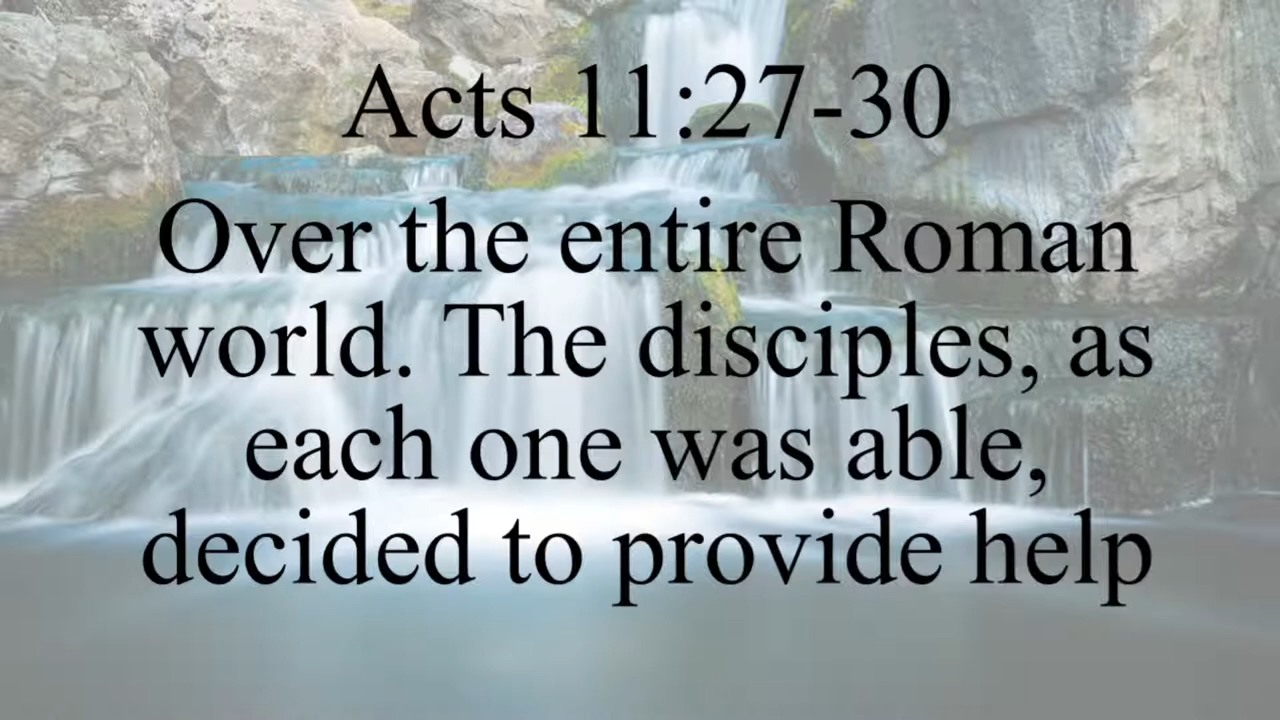 Acts 11:27-30
Over the entire Roman
world. The disciples, as
each one was able,
decided to provide help